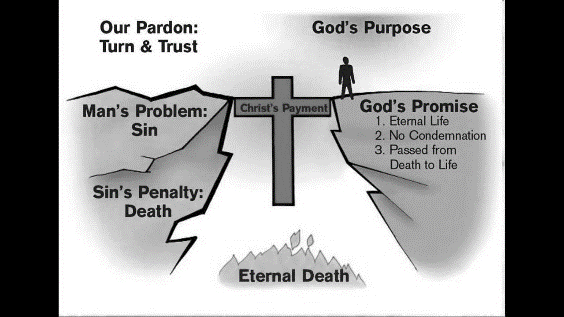 Our Pardon:
Turn & Trust
God's Purpose
Man's Problem:
Sin
Sin's Penalty:
Death
Christ's Payment
God's Promise
1. Eternal Life
2. No Condemnation
3. Passed from
Death to Life
Eternal Death